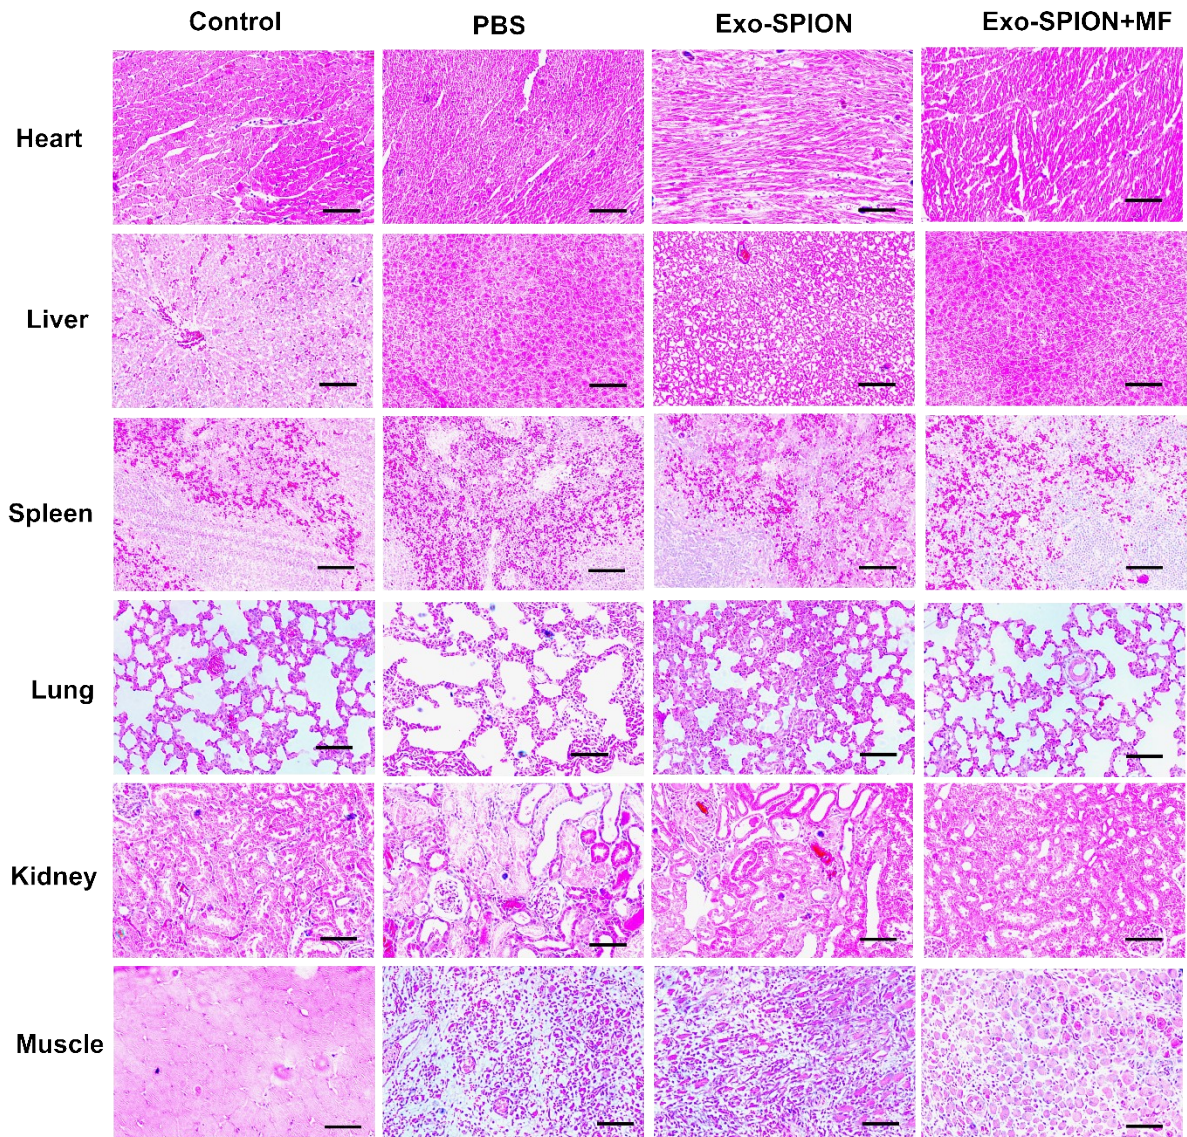 Control PBS Exo-SPION Exo-SPION+MF
Heart
Liver
Spleen
Lung
Kidney
Muscle